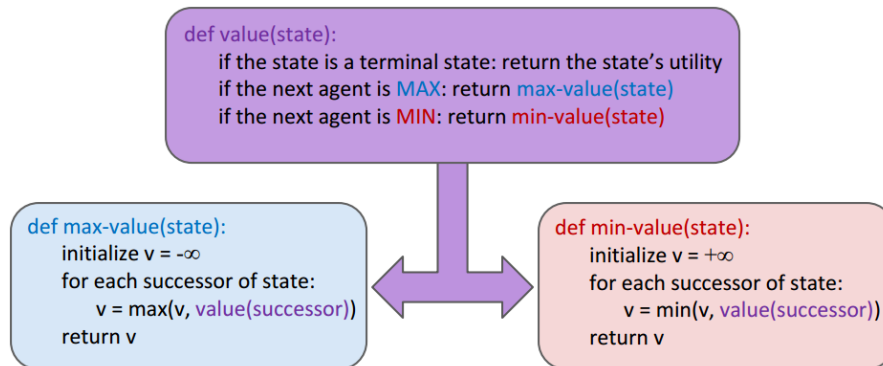 def value(state):
if the state is a terminal state: return the state’s utility
if the next agent is MAX: return max-value(state)
if the next agent is MIN: return min-value(state)
def max-value(state):
initialize v = -∞
for each successor of state:
v = max(v, value(successor))
return v
def min-value(state):
initialize v = +∞
for each successor of state:
v = min(v, value(successor))
return v